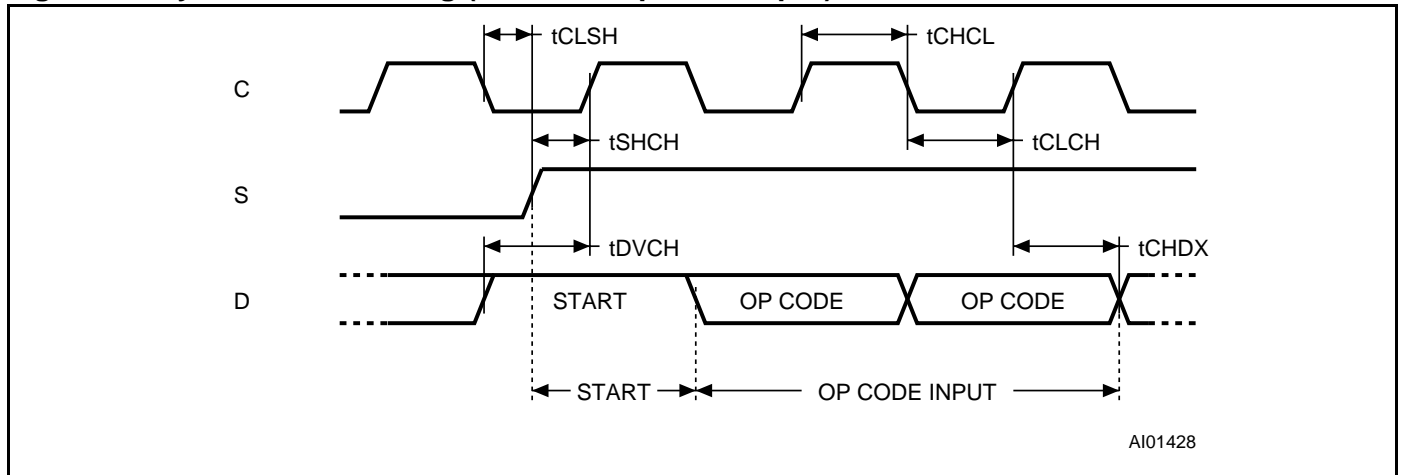 tCLSH
tCHCL
C
tSHCH
tCLCH
S
tDVCH
tCHDX
D
START
OP CODE
OP CODE
START
OP CODE INPUT
AI01428